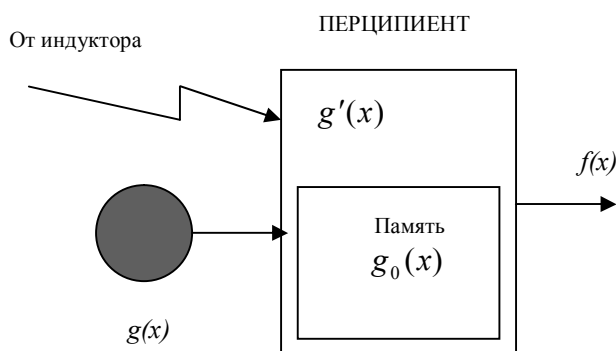 ПЕРЦИПИЕНТ
От индуктора
g′(x)
f(x)
Память
g₀(x)
g(x)